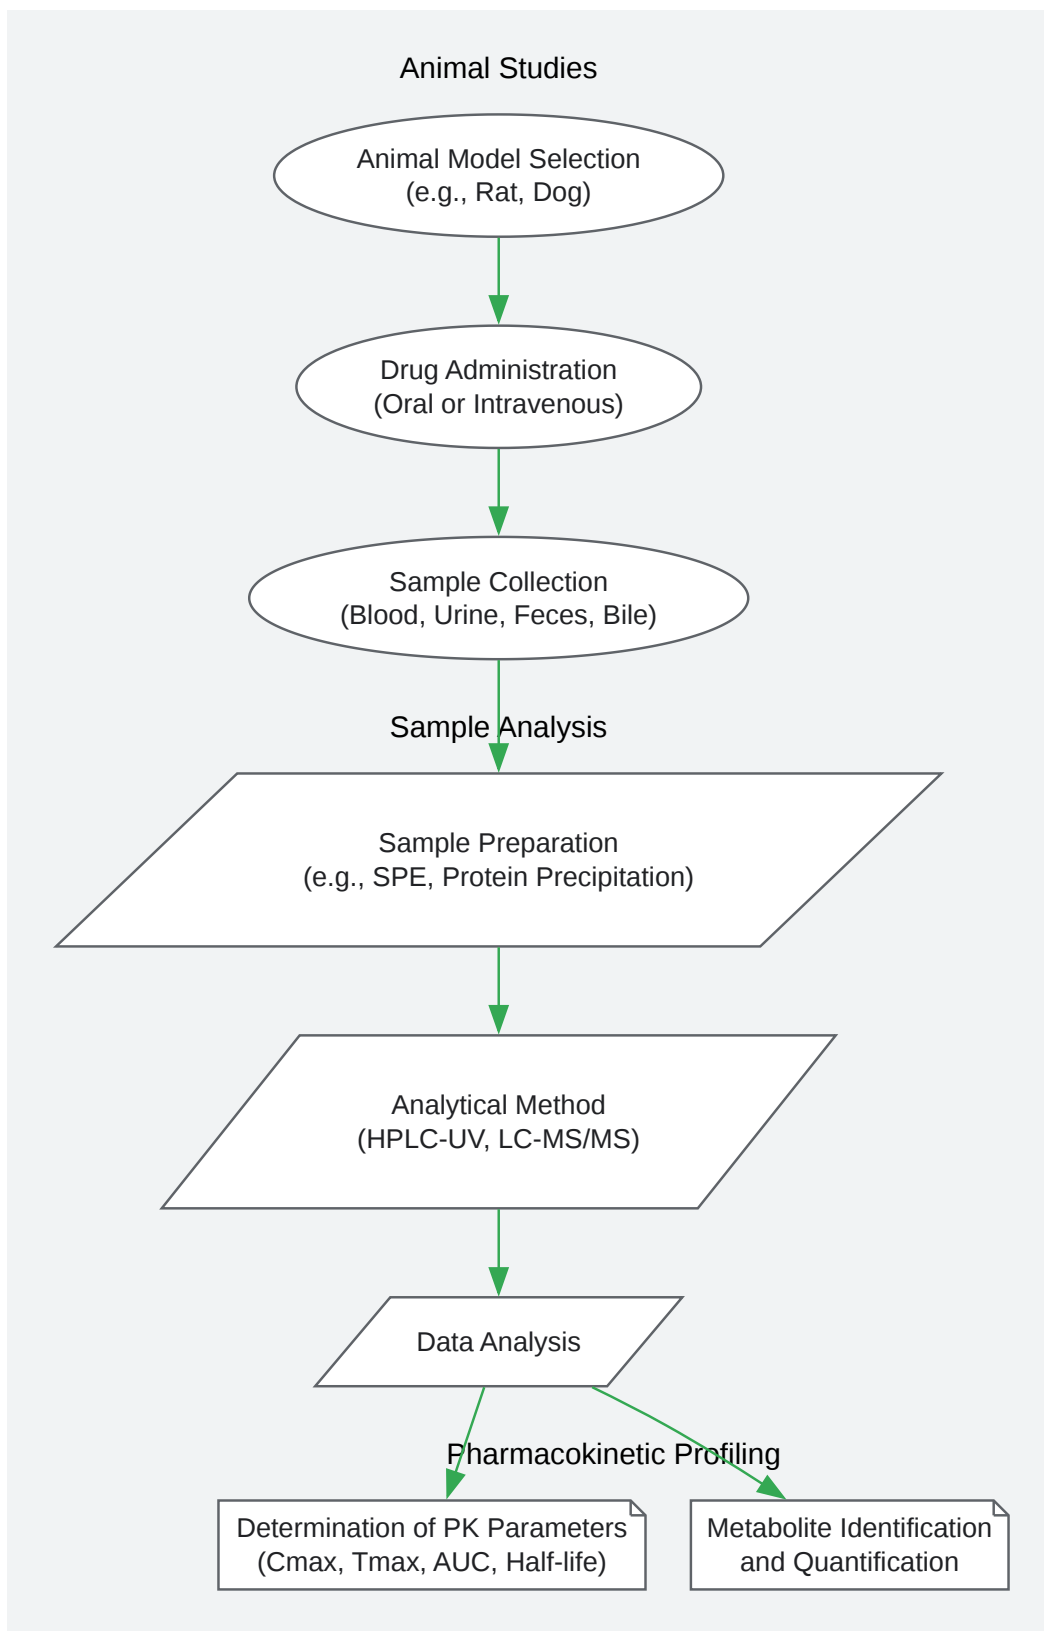 Animal Studies
Animal Model Selection
(e.g., Rat, Dog)
Drug Administration
(Oral or Intravenous)
Sample Collection
(Blood, Urine, Feces, Bile)
Sample Analysis
Sample Preparation
(e.g., SPE, Protein Precipitation)
Analytical Method
(HPLC-UV, LC-MS/MS)
Data Analysis
Pharmacokinetic Profiling
Determination of PK Parameters
(Cmax, Tmax, AUC, Half-life)
Metabolite Identification
and Quantification